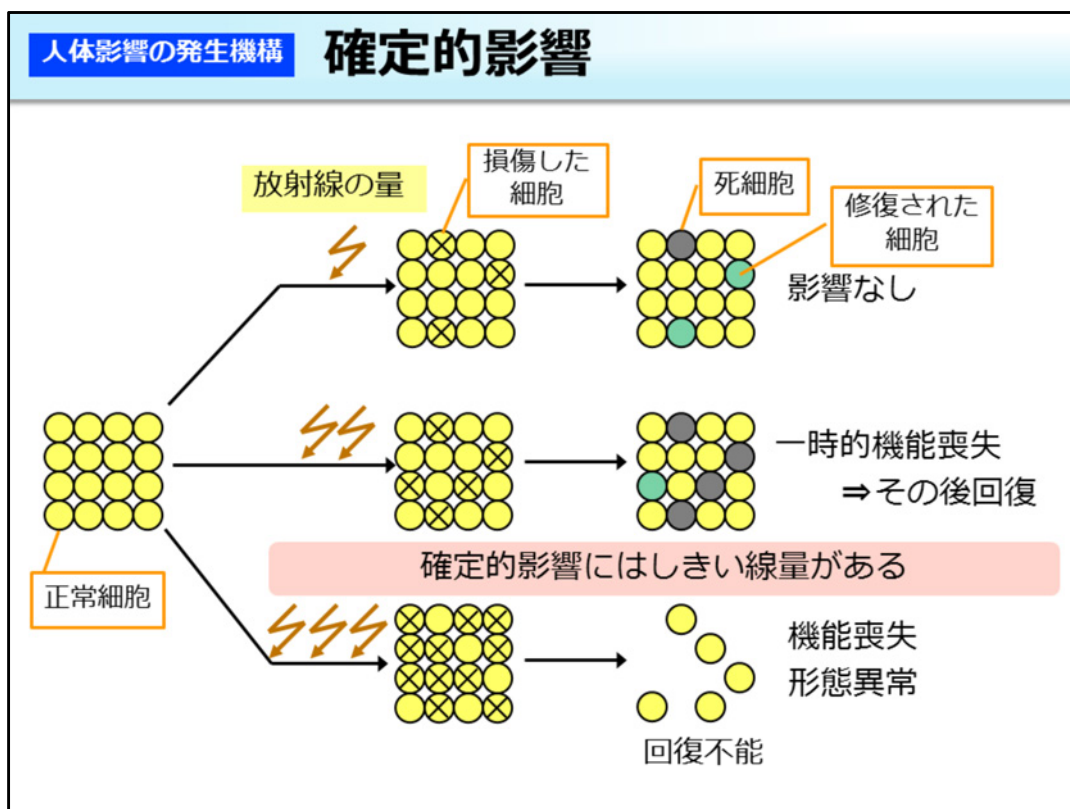 人体影響の発生機構
確定的影響
放射線の量
損傷した
細胞
死細胞
修復された
細胞
影響なし
一時的機能喪失
⇒その後回復
正常細胞
確定的影響にはしきい線量がある
機能喪失
形態異常
回復不能